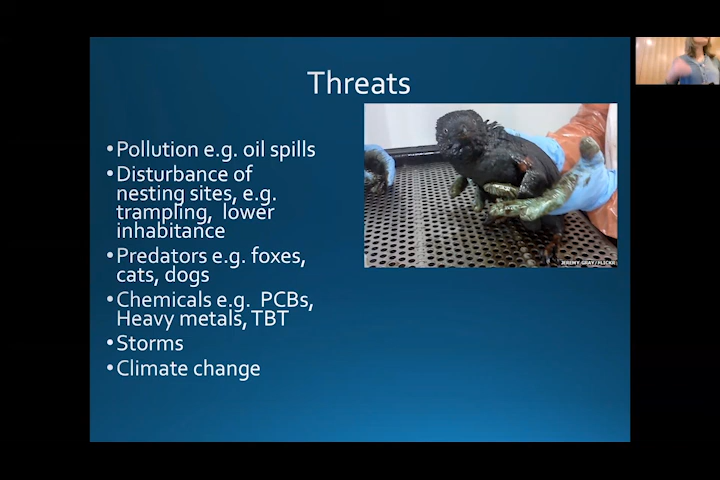 Threats
•Pollution e.g. oil spills
•Disturbance of
nesting sites, e.g.
trampling, lower
inhabitance
•Predators e.g. foxes,
cats, dogs
•Chemicals e.g. PCBs,
Heavy metals, TBT
•Storms
•Climate change
JEREMY GRAY/FLICKR